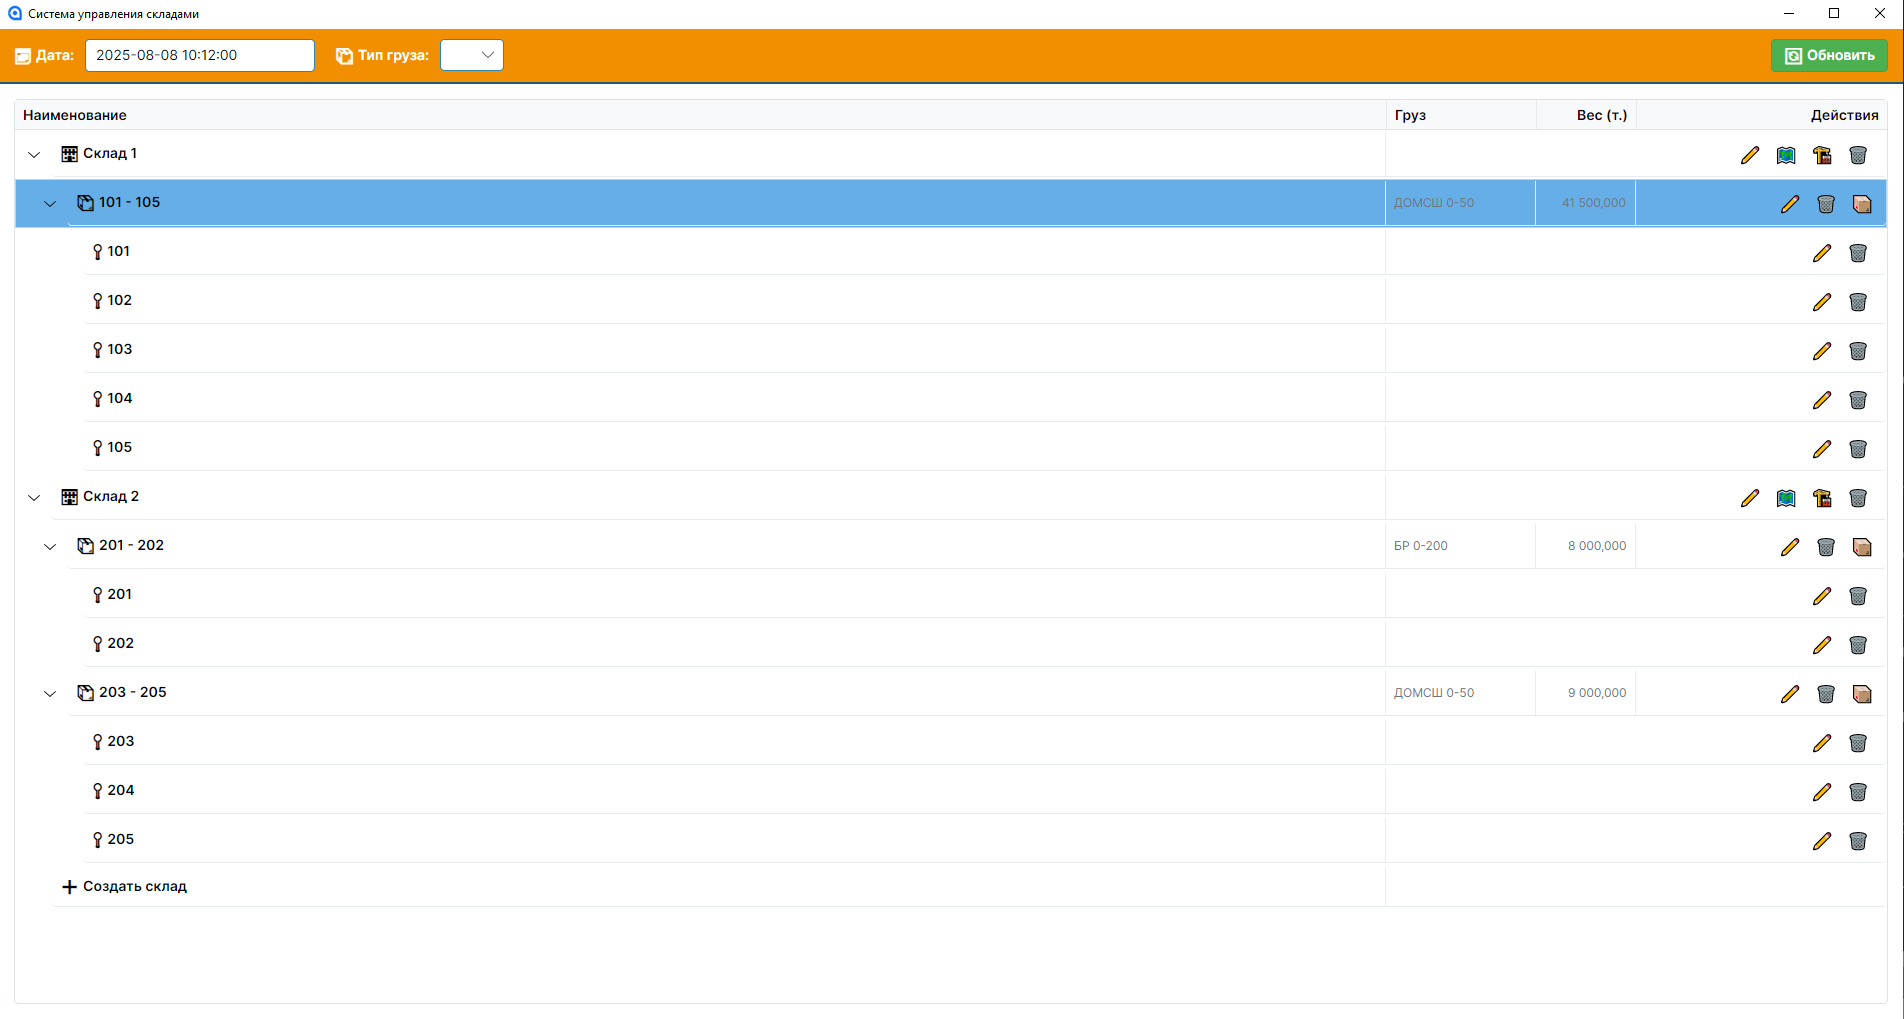 Система управления складами
Дата: 2025-08-08 10:12:00 Тип груза: Обновить
Наименование Груз Вес (т.) Действия
Склад 1
101 - 105 ДОМСШ 0-50 41 500,000
101
102
103
104
105
Склад 2
201 - 202 БР 0-200 8 000,000
201
202
203 - 205 ДОМСШ 0-50 9 000,000
203
204
205
Создать склад